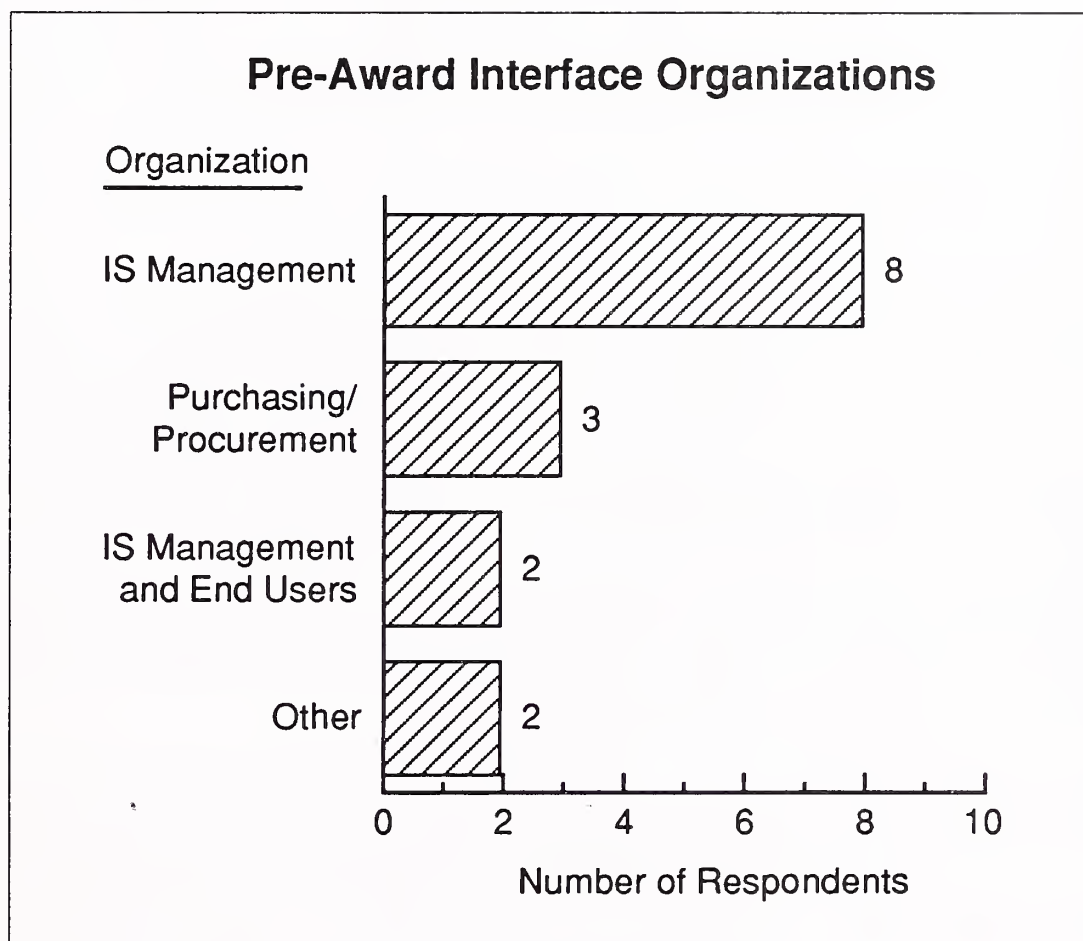 Pre-Award Interface Organizations
Organization
IS Management
8
Purchasing/
Procurement
3
IS Management
and End Users
2
Other
2
0 2 4 6 8 10
Number of Respondents